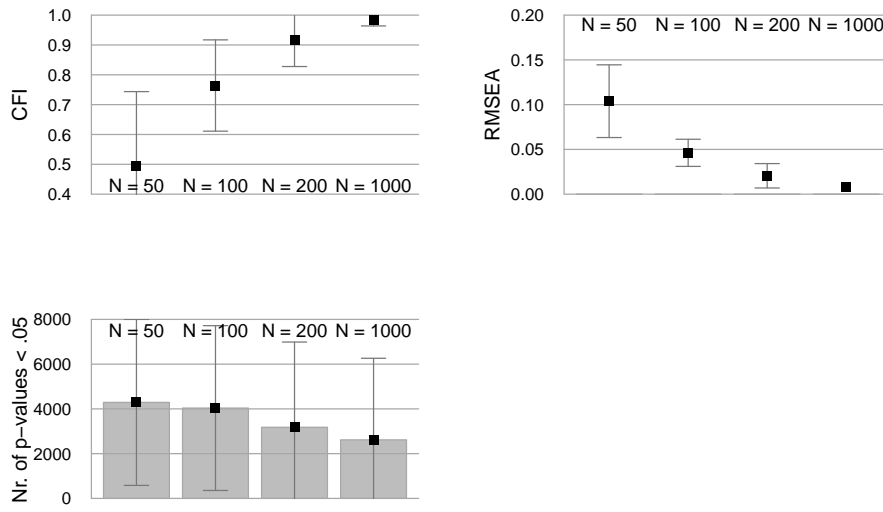 CFI
1.0
0.9
0.8
0.7
0.6
0.5
0.4
N = 50 N = 100 N = 200 N = 1000
RMSEA
0.20
0.15
0.10
0.05
0.00
N = 50 N = 100 N = 200 N = 1000
Nr. of p−values < .05
8000
6000
4000
2000
0
N = 50 N = 100 N = 200 N = 1000